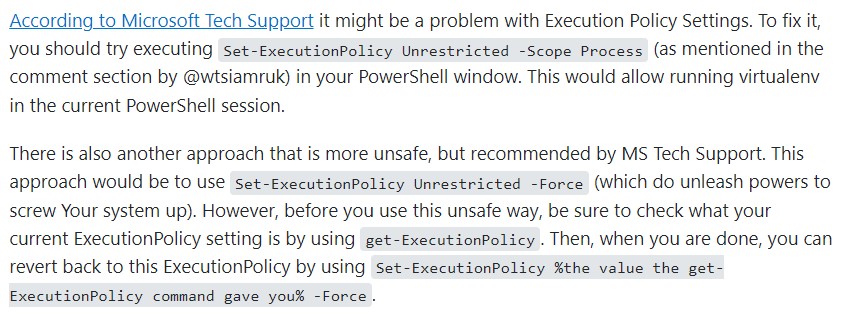 According to Microsoft Tech Support it might be a problem with Execution Policy Settings. To fix it,
you should try executing Set-ExecutionPolicy Unrestricted -Scope Process (as mentioned in the
comment section by @wtsiamruk) in your PowerShell window. This would allow running virtualenv
in the current PowerShell session.
There is also another approach that is more unsafe, but recommended by MS Tech Support. This
approach would be to use Set-ExecutionPolicy Unrestricted -Force (which do unleash powers to
screw Your system up). However, before you use this unsafe way, be sure to check what your
current ExecutionPolicy setting is by using get-ExecutionPolicy. Then, when you are done, you can
revert back to this ExecutionPolicy by using Set-ExecutionPolicy %the value the get-
ExecutionPolicy command gave you% -Force.